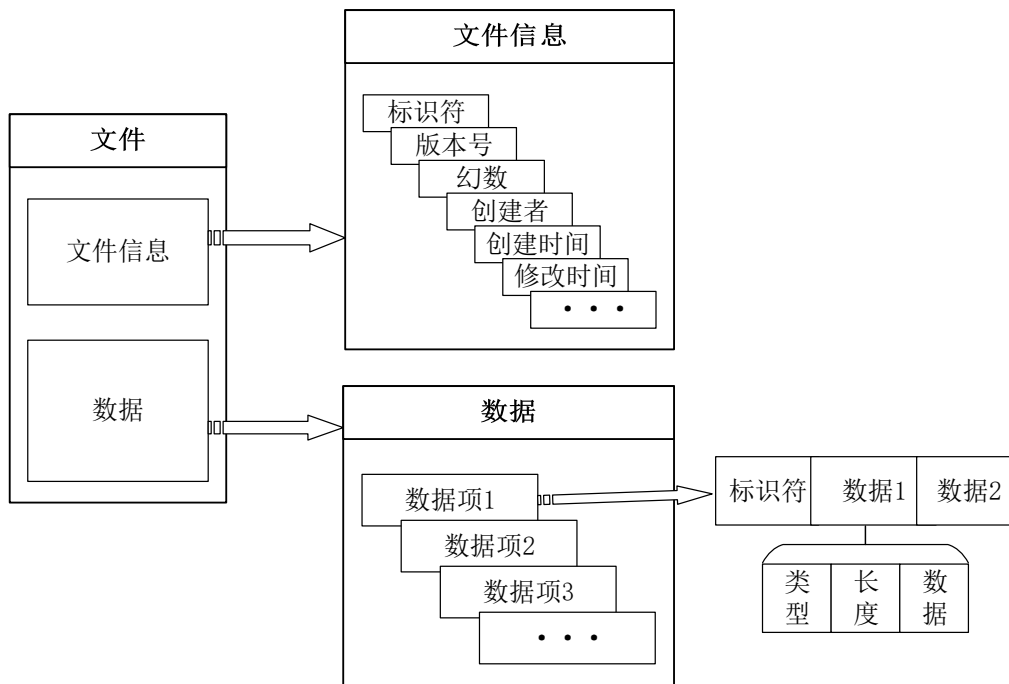 文件
文件信息
数据
文件信息
标识符
版本号
幻数
创建者
创建时间
修改时间
• • •
数据
数据项1
数据项2
数据项3
• • •
标识符
数据1
数据2
类型
长度
数据